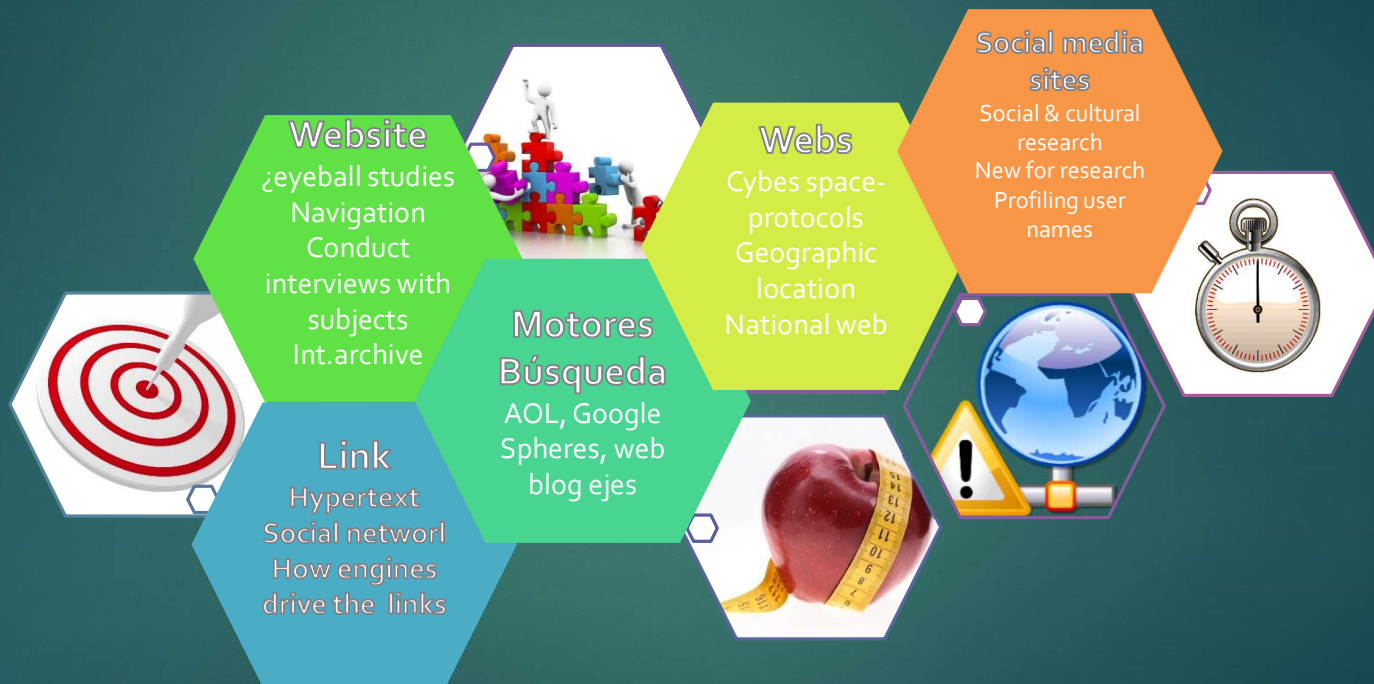 Website
¿eyeball studies
Navigation
Conduct
interviews with
subjects
Int.archive
Link
Hypertext
Social networl
How engines
drive the links
Motores
Búsqueda
AOL, Google
Spheres, web
blog ejes
Webs
Cybes space-
protocols
Geographic
location
National web
Social media
sites
Social & cultural
research
New for research
Profiling user
names